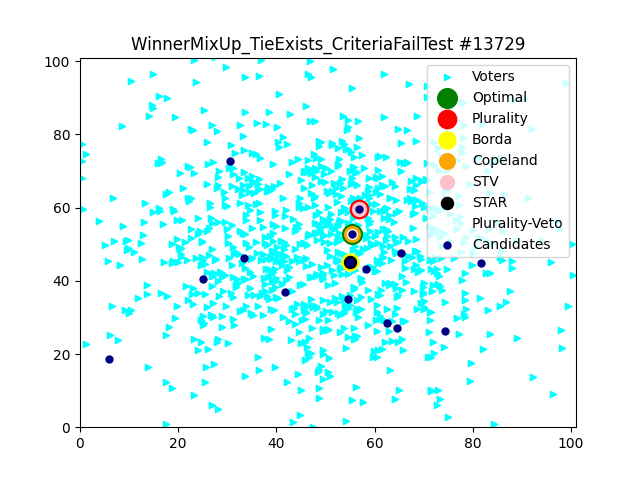 WinnerMixUp_TieExists_CriteriaFailTest #13729
Voters
Optimal
Plurality
Borda
Copeland
STV
STAR
Plurality-Veto
Candidates
100
80
60
40
20
0
0 20 40 60 80 100